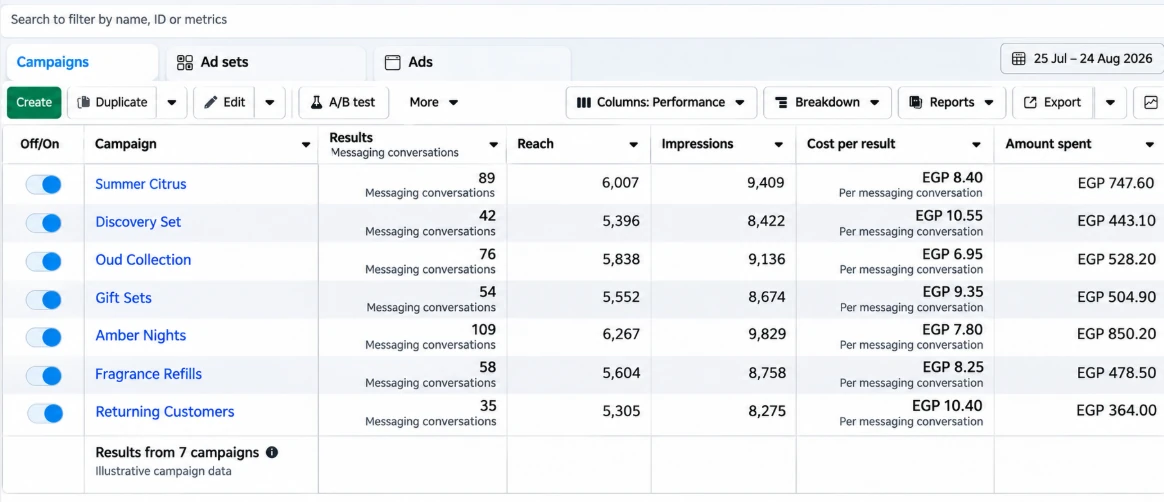 Search to filter by name, ID or metrics
Campaigns Ad sets Ads 25 Jul – 24 Aug 2026
Create Duplicate Edit A/B test More Columns: Performance Breakdown Reports Export
Off/On Campaign Results Reach Impressions Cost per result Amount spent
Messaging conversations
Summer Citrus 89 6,007 9,409 EGP 8.40 EGP 747.60
Messaging conversations Per messaging conversation
Discovery Set 42 5,396 8,422 EGP 10.55 EGP 443.10
Messaging conversations Per messaging conversation
Oud Collection 76 5,838 9,136 EGP 6.95 EGP 528.20
Messaging conversations Per messaging conversation
Gift Sets 54 5,552 8,674 EGP 9.35 EGP 504.90
Messaging conversations Per messaging conversation
Amber Nights 109 6,267 9,829 EGP 7.80 EGP 850.20
Messaging conversations Per messaging conversation
Fragrance Refills 58 5,604 8,758 EGP 8.25 EGP 478.50
Messaging conversations Per messaging conversation
Returning Customers 35 5,305 8,275 EGP 10.40 EGP 364.00
Messaging conversations Per messaging conversation
Results from 7 campaigns
Illustrative campaign data